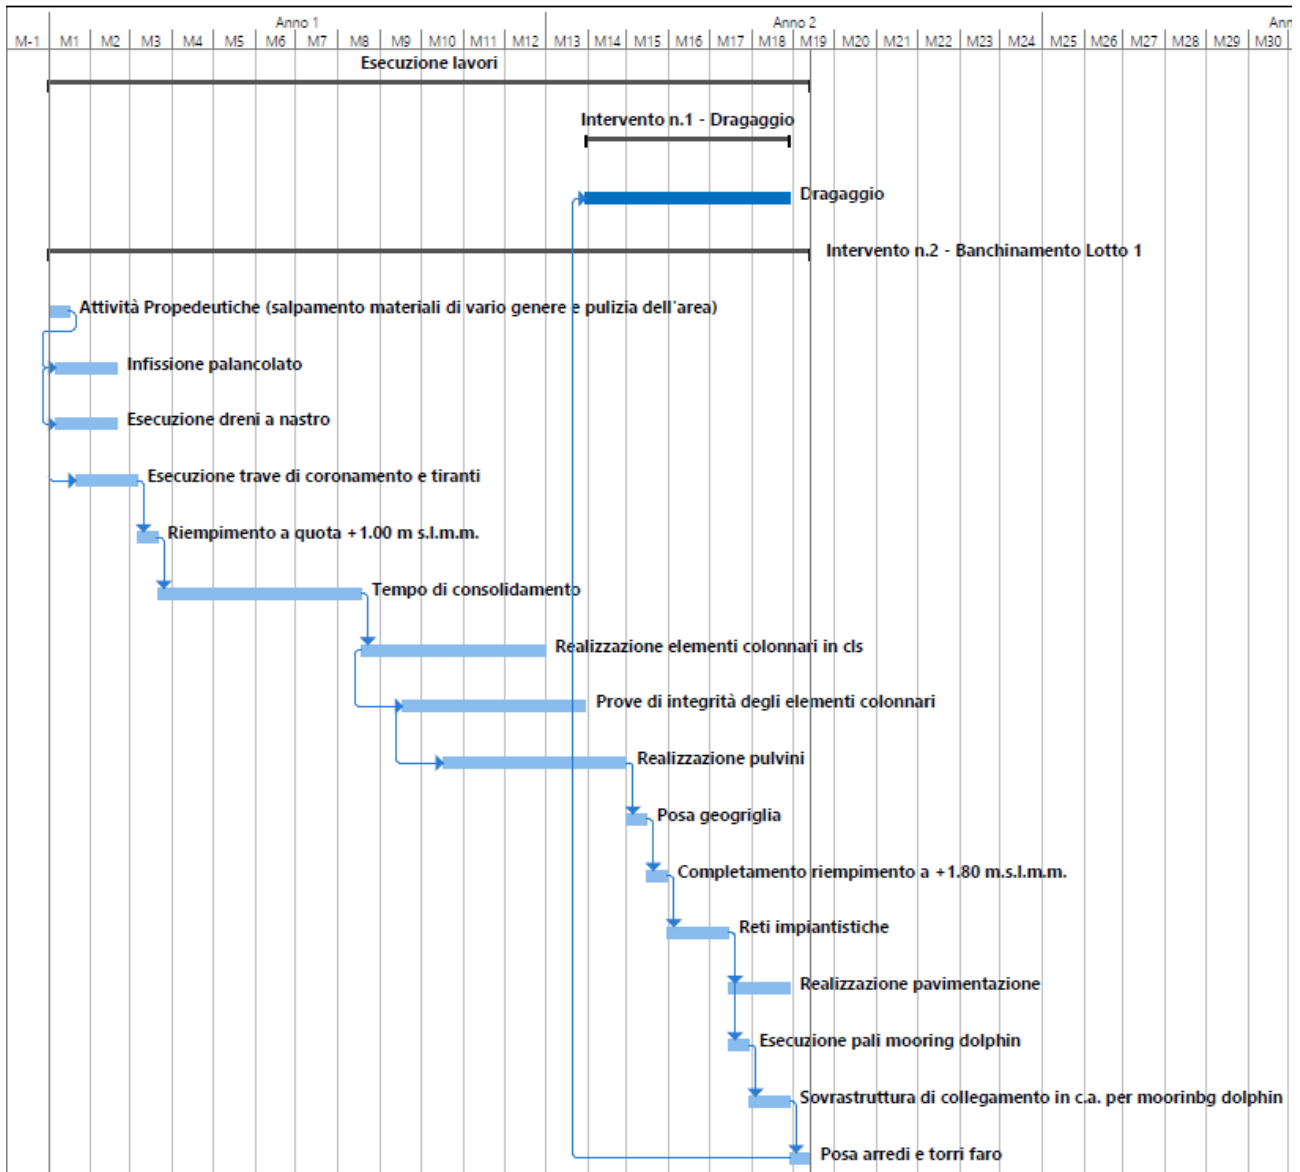 Anno 1
Anno 2
Ann
M-1 M1 M2 M3 M4 M5 M6 M7 M8 M9 M10 M11 M12 M13 M14 M15 M16 M17 M18 M19 M20 M21 M22 M23 M24 M25 M26 M27 M28 M29 M30
Esecuzione lavori
Intervento n.1 - Dragaggio
Dragaggio
Intervento n.2 - Banchinamento Lotto 1
Attività Propedeutiche (salpamento materiali di vario genere e pulizia dell'area)
Infissione palancolato
Esecuzione dreni a nastro
Esecuzione trave di coronamento e tiranti
Riempimento a quota +1.00 m s.l.m.m.
Tempo di consolidamento
Realizzazione elementi colonnari in cls
Prove di integrità degli elementi colonnari
Realizzazione pulvini
Posa geogriglia
Completamento riempimento a +1.80 m.s.l.m.m.
Reti impiantistiche
Realizzazione pavimentazione
Esecuzione pali mooring dolphin
Sovrastruttura di collegamento in c.a. per moorinbg dolphin
Posa arredi e torri faro